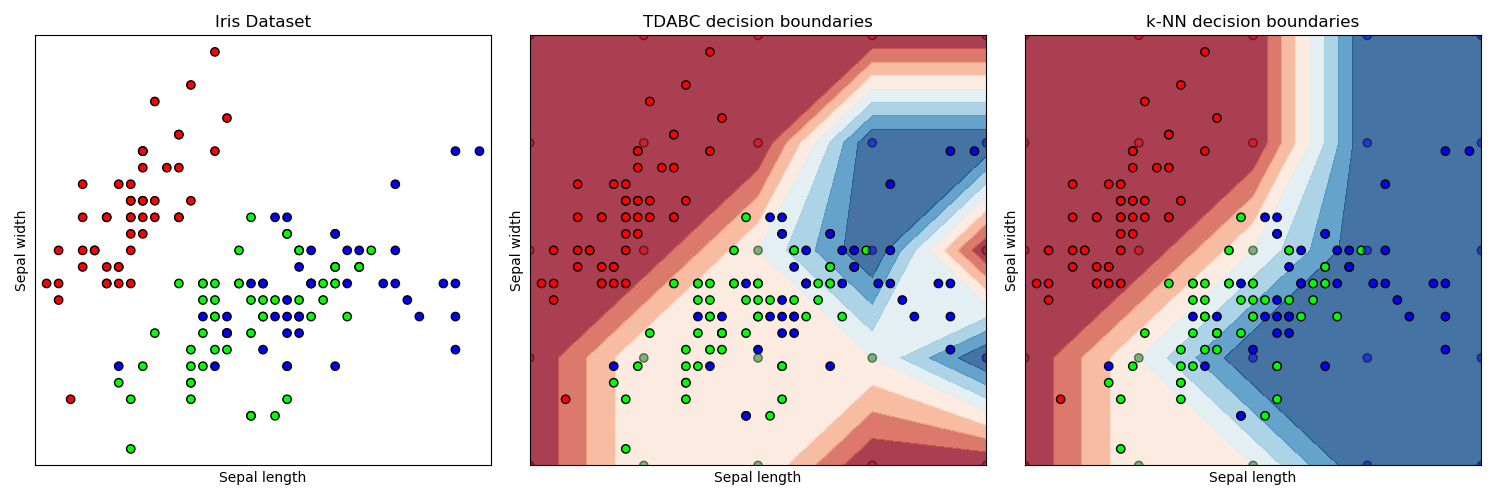 Iris Dataset
Sepal width
Sepal length
TDABC decision boundaries
Sepal width
Sepal length
k-NN decision boundaries
Sepal width
Sepal length